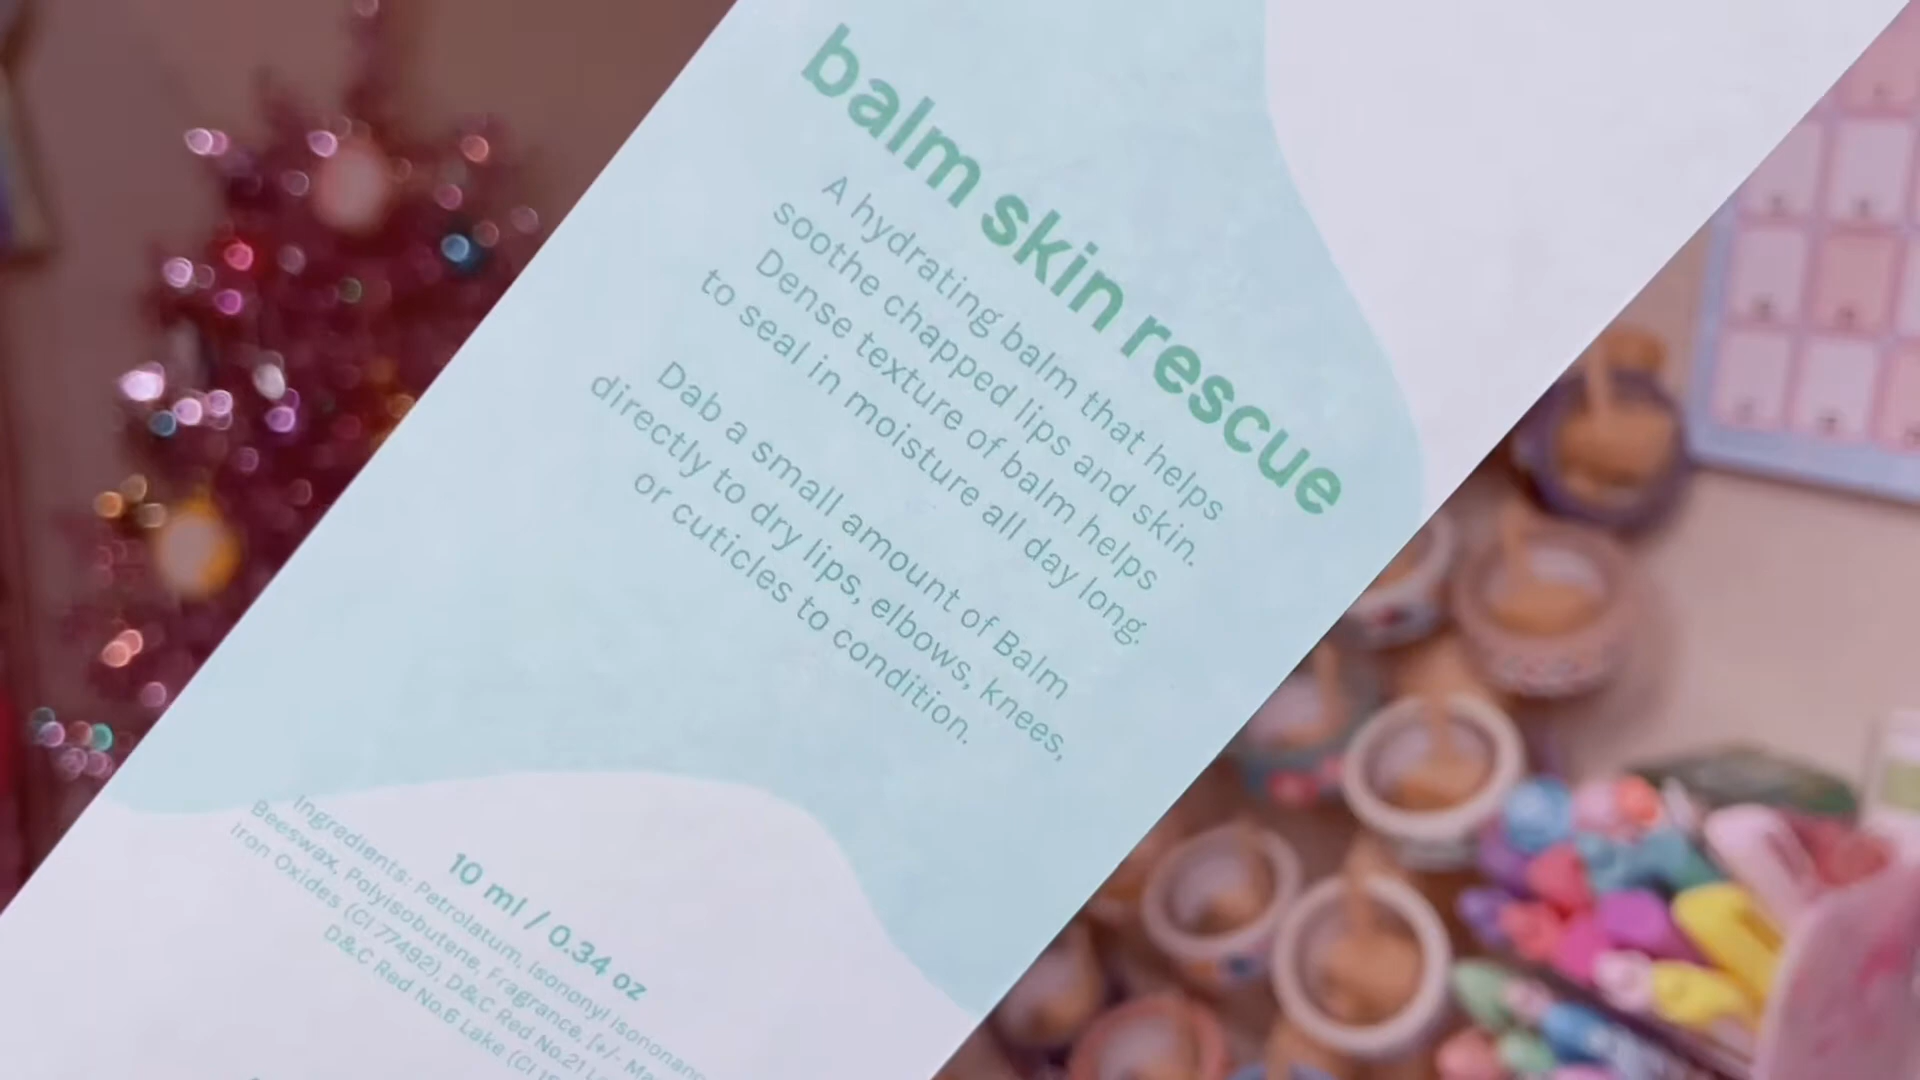 balm skin rescue
A hydrating balm that helps
soothe chapped lips and skin.
Dense texture of balm helps
to seal in moisture all day long.
Dab a small amount of Balm
directly to dry lips, elbows, knees,
or cuticles to condition.
10 ml / 0.34 oz
Ingredients: Petrolatum, Isononyl
Beeswax, Polyisobutene, Fragrance, [+/-
Iron Oxides (CI 77492), D&C Red No.21
D&C Red No.6 Lake (CI